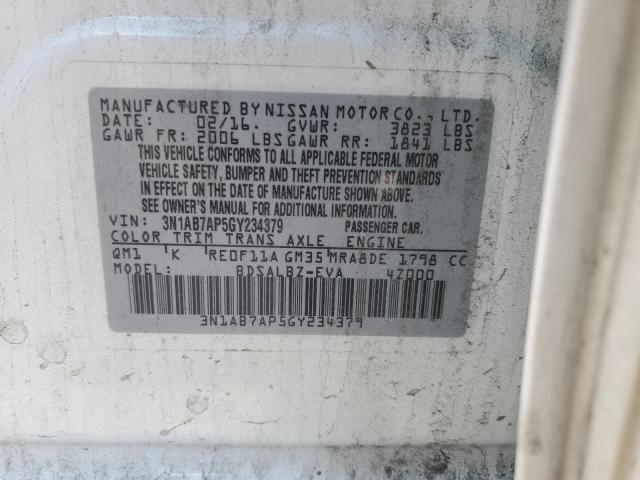 MANUFACTURED BY NISSAN MOTOR CO., LTD.
DATE: 02/16. GVWR: 3823 LBS
GAWR FR: 2006 LBS GAWR RR: 1841 LBS
THIS VEHICLE CONFORMS TO ALL APPLICABLE FEDERAL MOTOR
VEHICLE SAFETY, BUMPER AND THEFT PREVENTION STANDARDS
IN EFFECT ON THE DATE OF MANUFACTURE SHOWN ABOVE.
SEE OWNER'S MANUAL FOR ADDITIONAL INFORMATION.
VIN: 3N1AB7AP5GY234379 PASSENGER CAR.
COLOR TRIM TRANS AXLE ENGINE
QM1 K RE0F11A GM35 MRA8DE 1798 CC
MODEL: BDSALBZ-EVA 4Z000
3N1AB7AP5GY234379